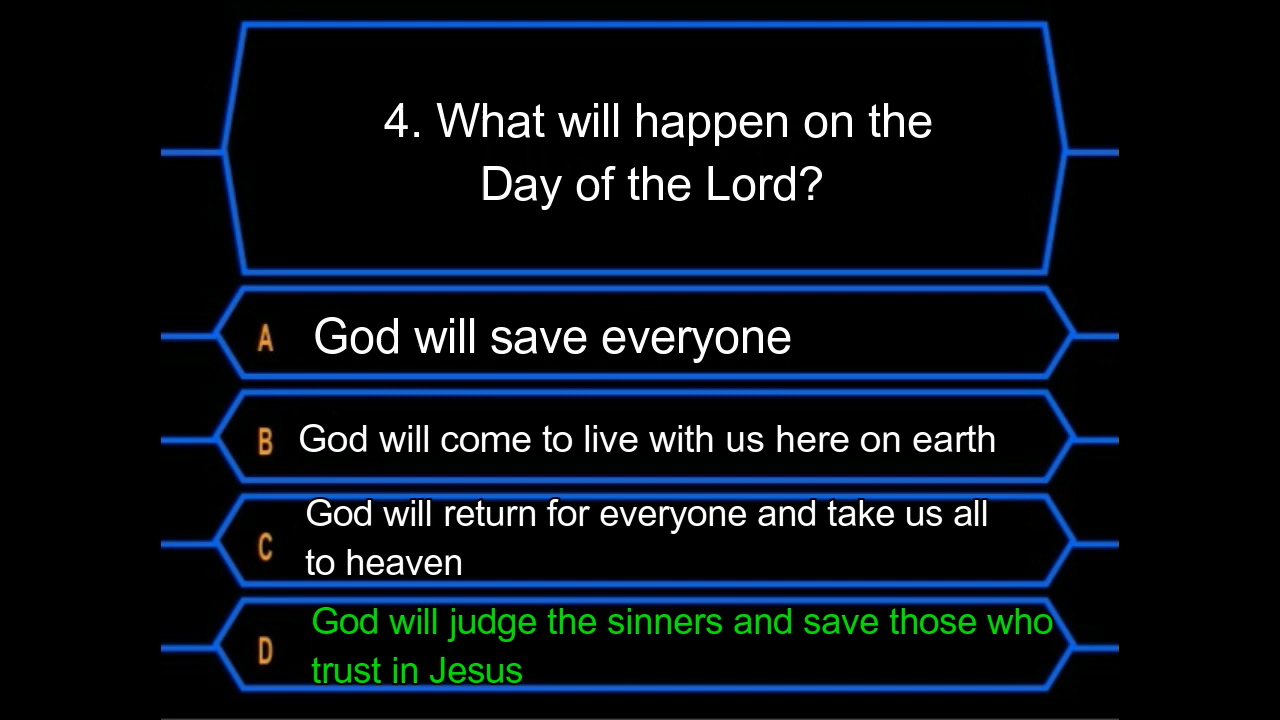 4. What will happen on the
Day of the Lord?
A God will save everyone
B God will come to live with us here on earth
C God will return for everyone and take us all
to heaven
D God will judge the sinners and save those who
trust in Jesus